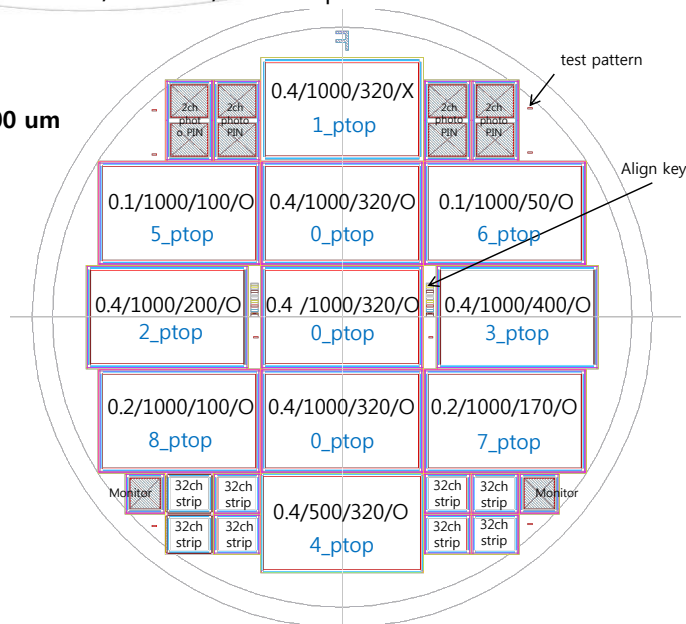 test pattern
00 um
0.4/1000/320/X
1_ptop
2ch
phot
o PIN
2ch
photo
PIN
2ch
photo
PIN
2ch
photo
PIN
Align key
0.1/1000/100/O
5_ptop
0.4/1000/320/O
0_ptop
0.1/1000/50/O
6_ptop
0.4/1000/200/O
2_ptop
0.4 /1000/320/O
0_ptop
0.4/1000/400/O
3_ptop
0.2/1000/100/O
8_ptop
0.4/1000/320/O
0_ptop
0.2/1000/170/O
7_ptop
Monitor
32ch
strip
32ch
strip
32ch
strip
32ch
strip
Monitor
0.4/500/320/O
4_ptop
32ch
strip
32ch
strip
32ch
strip
32ch
strip